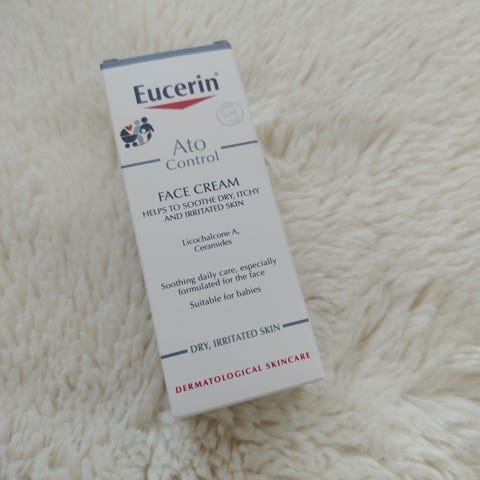 Eucerin®
Ato
Control
FACE CREAM
HELPS TO SOOTHE DRY, ITCHY
AND IRRITATED SKIN
Licochalcone A,
Ceramides
Soothing daily care, especially
formulated for the face
Suitable for babies
DRY, IRRITATED SKIN
DERMATOLOGICAL SKINCARE